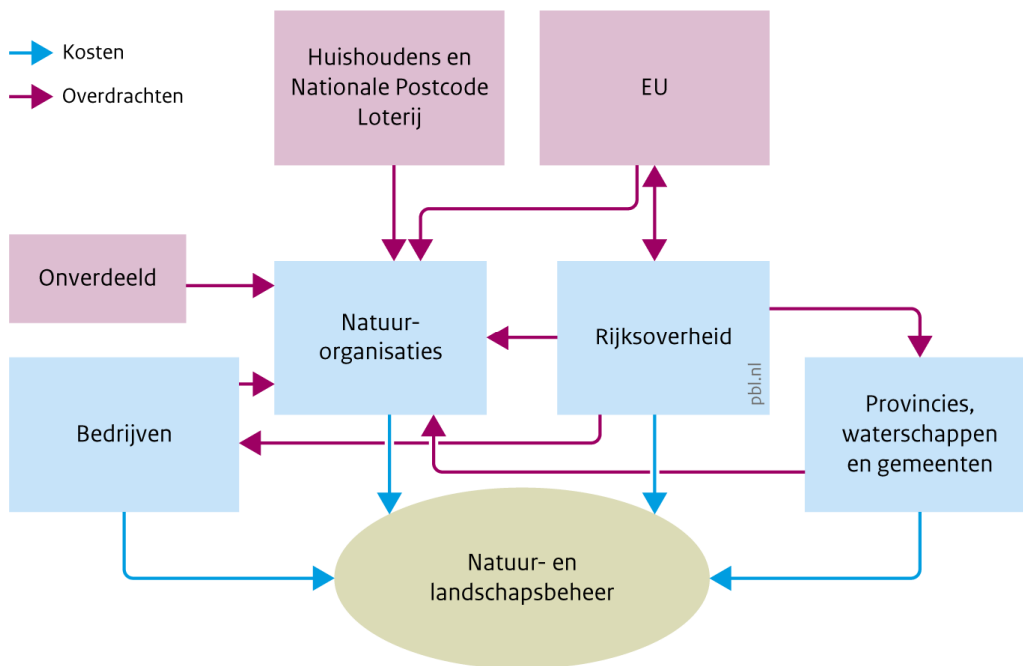 Kosten
Overdrachten
Huishoudens en
Nationale Postcode
Loterij
EU
Onverdeeld
Natuur-
organisaties
Rijksoverheid
pbl.nl
Bedrijven
Provincies,
waterschappen
en gemeenten
Natuur- en
landschapsbeheer